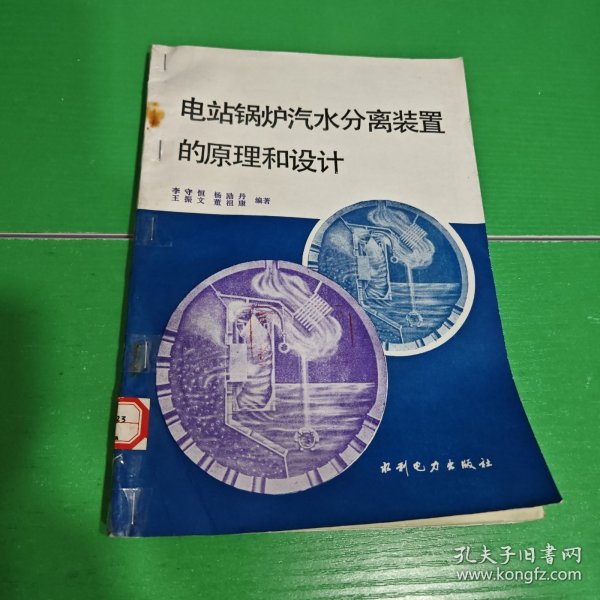 电站锅炉汽水分离装置
的原理和设计
李守恒 杨励丹
王振文 董祖康 编著
水利电力出版社
23
孔夫子旧书网
www.kongfz.com